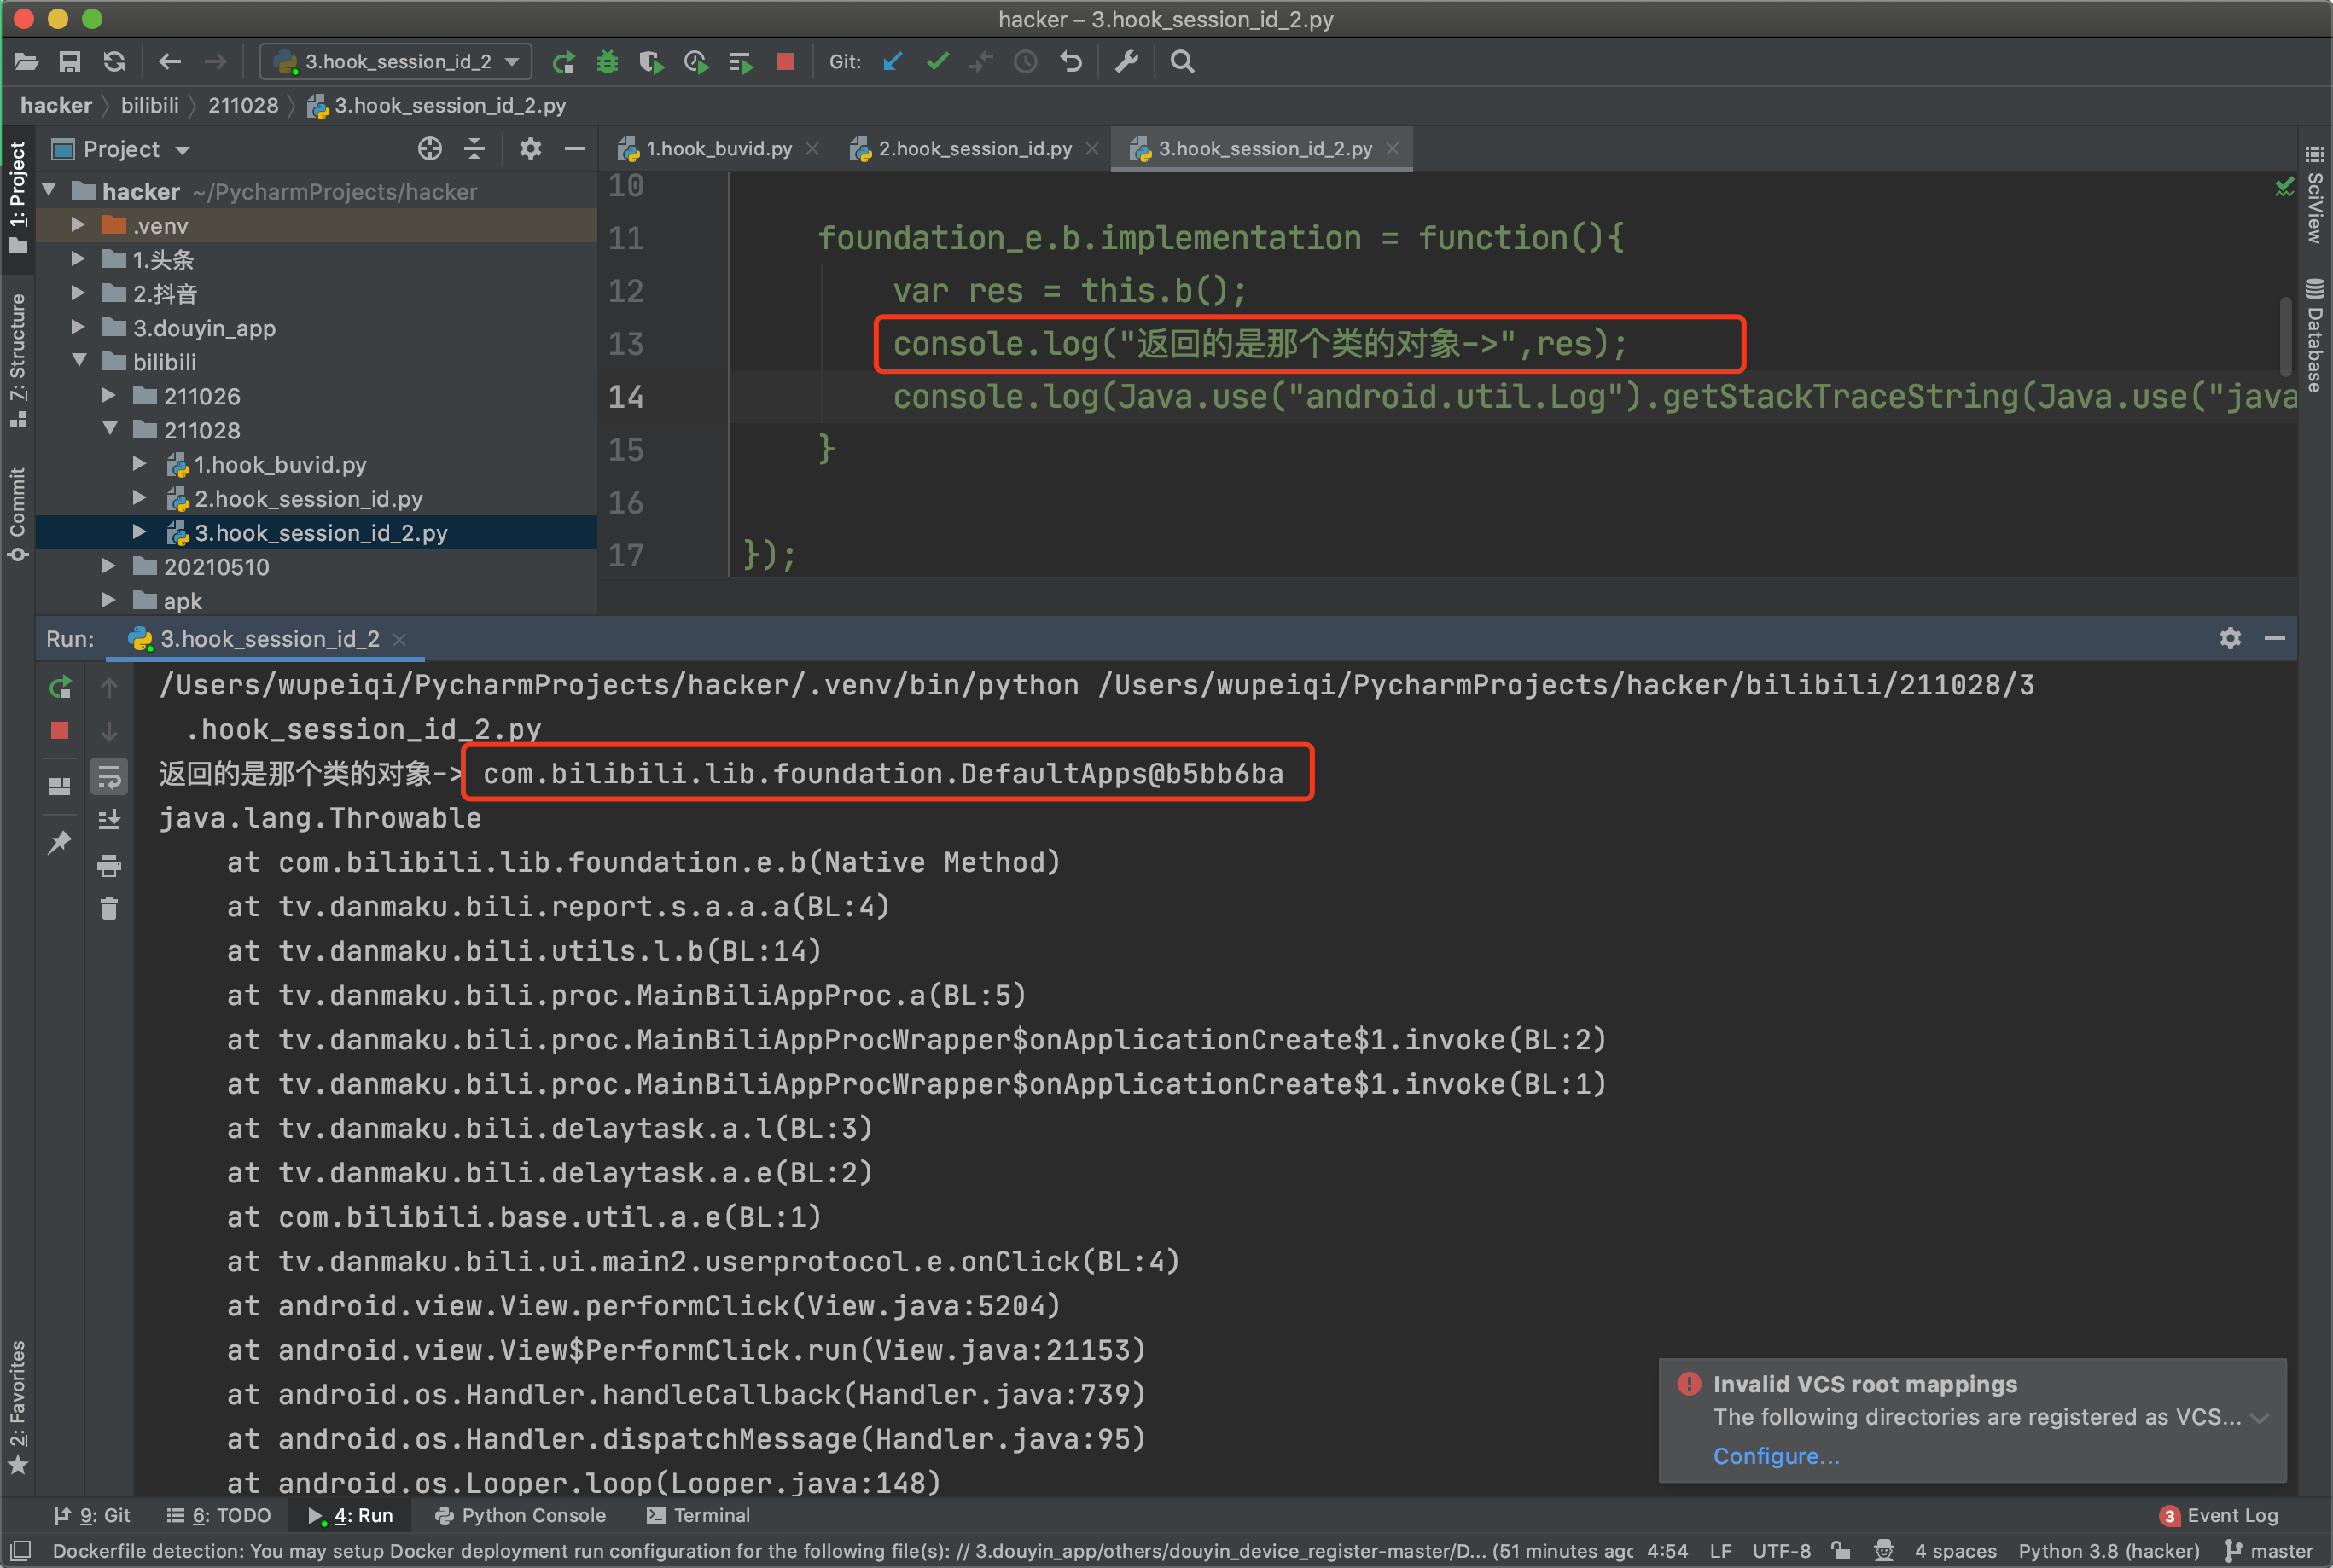 hacker – 3.hook_session_id_2.py
3.hook_session_id_2
Git:
hacker
bilibili
211028
3.hook_session_id_2.py
1: Project
Project
1.hook_buvid.py
2.hook_session_id.py
3.hook_session_id_2.py
SciView
Database
hacker ~/PycharmProjects/hacker
.venv
1.头条
2.抖音
3.douyin_app
bilibili
211026
211028
1.hook_buvid.py
2.hook_session_id.py
3.hook_session_id_2.py
20210510
apk
Z: Structure
Commit
2: Favorites
10
11 foundation_e.b.implementation = function(){
12 var res = this.b();
13 console.log("返回的是那个类的对象->",res);
14 console.log(Java.use("android.util.Log").getStackTraceString(Java.use("java
15 }
16
17 });
Run: 3.hook_session_id_2
/Users/wupeiqi/PycharmProjects/hacker/.venv/bin/python /Users/wupeiqi/PycharmProjects/hacker/bilibili/211028/3
.hook_session_id_2.py
返回的是那个类的对象-> com.bilibili.lib.foundation.DefaultApps@b5bb6ba
java.lang.Throwable
at com.bilibili.lib.foundation.e.b(Native Method)
at tv.danmaku.bili.report.s.a.a.a(BL:4)
at tv.danmaku.bili.utils.l.b(BL:14)
at tv.danmaku.bili.proc.MainBiliAppProc.a(BL:5)
at tv.danmaku.bili.proc.MainBiliAppProcWrapper$onApplicationCreate$1.invoke(BL:2)
at tv.danmaku.bili.proc.MainBiliAppProcWrapper$onApplicationCreate$1.invoke(BL:1)
at tv.danmaku.bili.delaytask.a.l(BL:3)
at tv.danmaku.bili.delaytask.a.e(BL:2)
at com.bilibili.base.util.a.e(BL:1)
at tv.danmaku.bili.ui.main2.userprotocol.e.onClick(BL:4)
at android.view.View.performClick(View.java:5204)
at android.view.View$PerformClick.run(View.java:21153)
at android.os.Handler.handleCallback(Handler.java:739)
at android.os.Handler.dispatchMessage(Handler.java:95)
at android.os.Looper.loop(Looper.java:148)
Invalid VCS root mappings
The following directories are registered as VCS...
Configure...
9: Git
6: TODO
4: Run
Python Console
Terminal
3 Event Log
Dockerfile detection: You may setup Docker deployment run configuration for the following file(s): // 3.douyin_app/others/douyin_device_register-master/D... (51 minutes ago
4:54
LF
UTF-8
4 spaces
Python 3.8 (hacker)
master